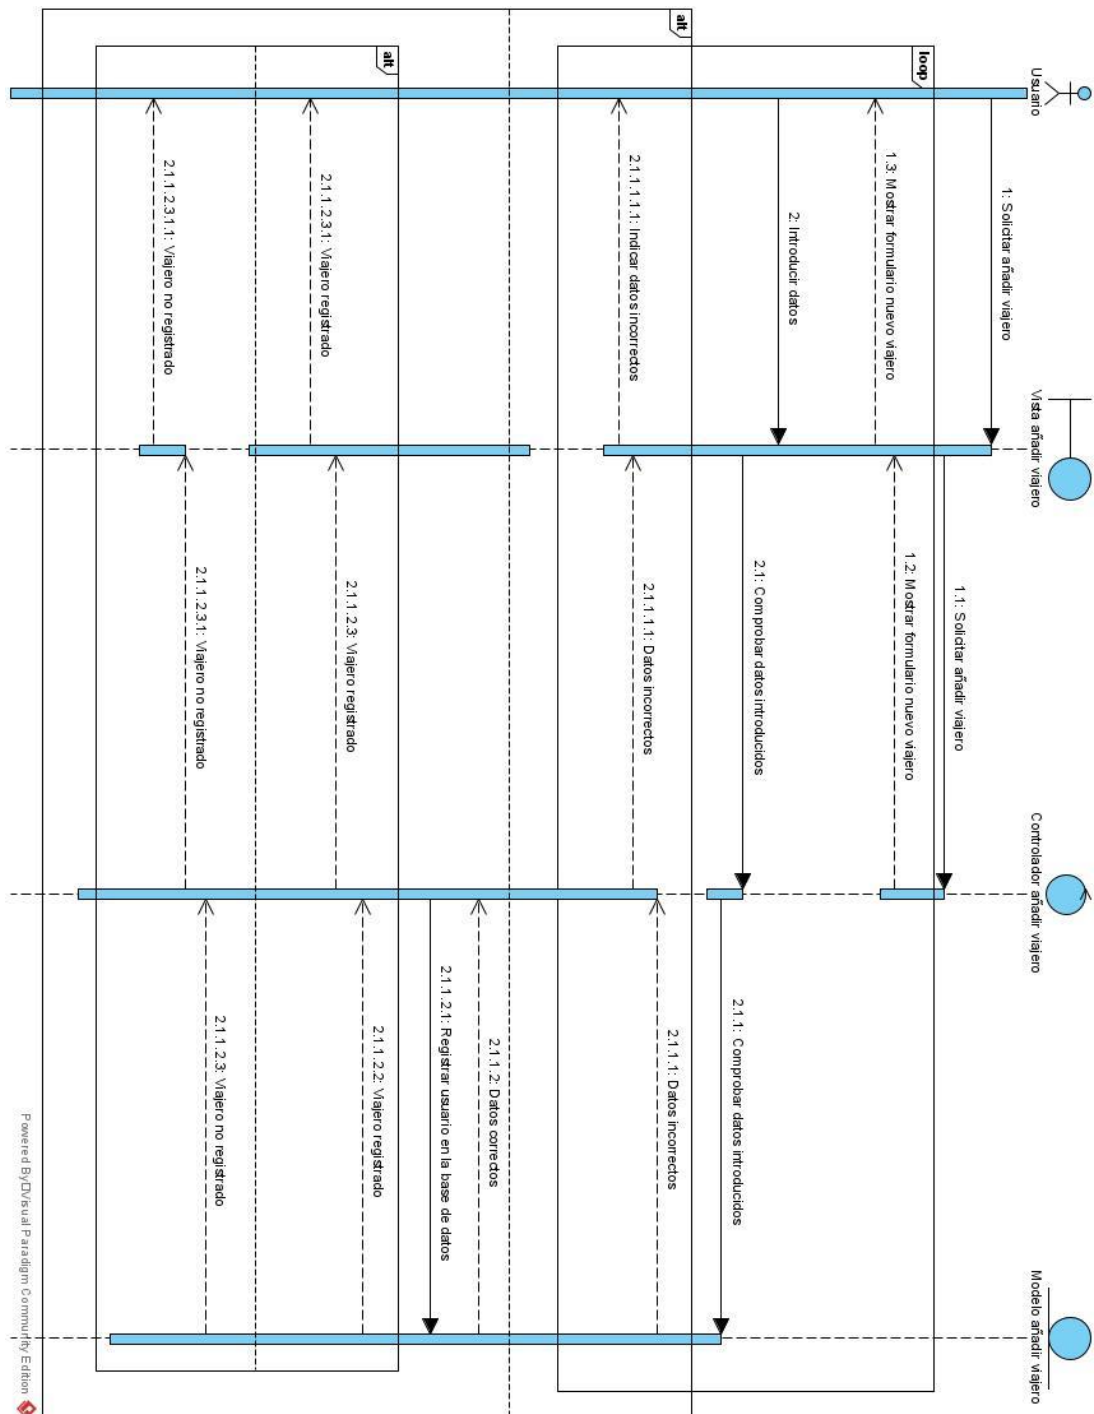 Usuario
Vista añadir viajero
Controlador añadir viajero
Modelo añadir viajero
loop
1: Solicitar añadir viajero
1.1: Solicitar añadir viajero
1.2: Mostrar formulario nuevo viajero
1.3: Mostrar formulario nuevo viajero
2: Introducir datos
2.1: Comprobar datos introducidos
2.1.1: Comprobar datos introducidos
alt
2.1.1.1: Datos incorrectos
2.1.1.1.1: Datos incorrectos
2.1.1.1.1.1: Indicar datos incorrectos
2.1.1.2: Datos correctos
2.1.1.2.1: Registrar usuario en la base de datos
alt
2.1.1.2.2: Viajero registrado
2.1.1.2.3: Viajero registrado
2.1.1.2.3.1: Viajero registrado
2.1.1.2.3: Viajero no registrado
2.1.1.2.3.1: Viajero no registrado
2.1.1.2.3.1.1: Viajero no registrado
Powered By Visual Paradigm Community Edition